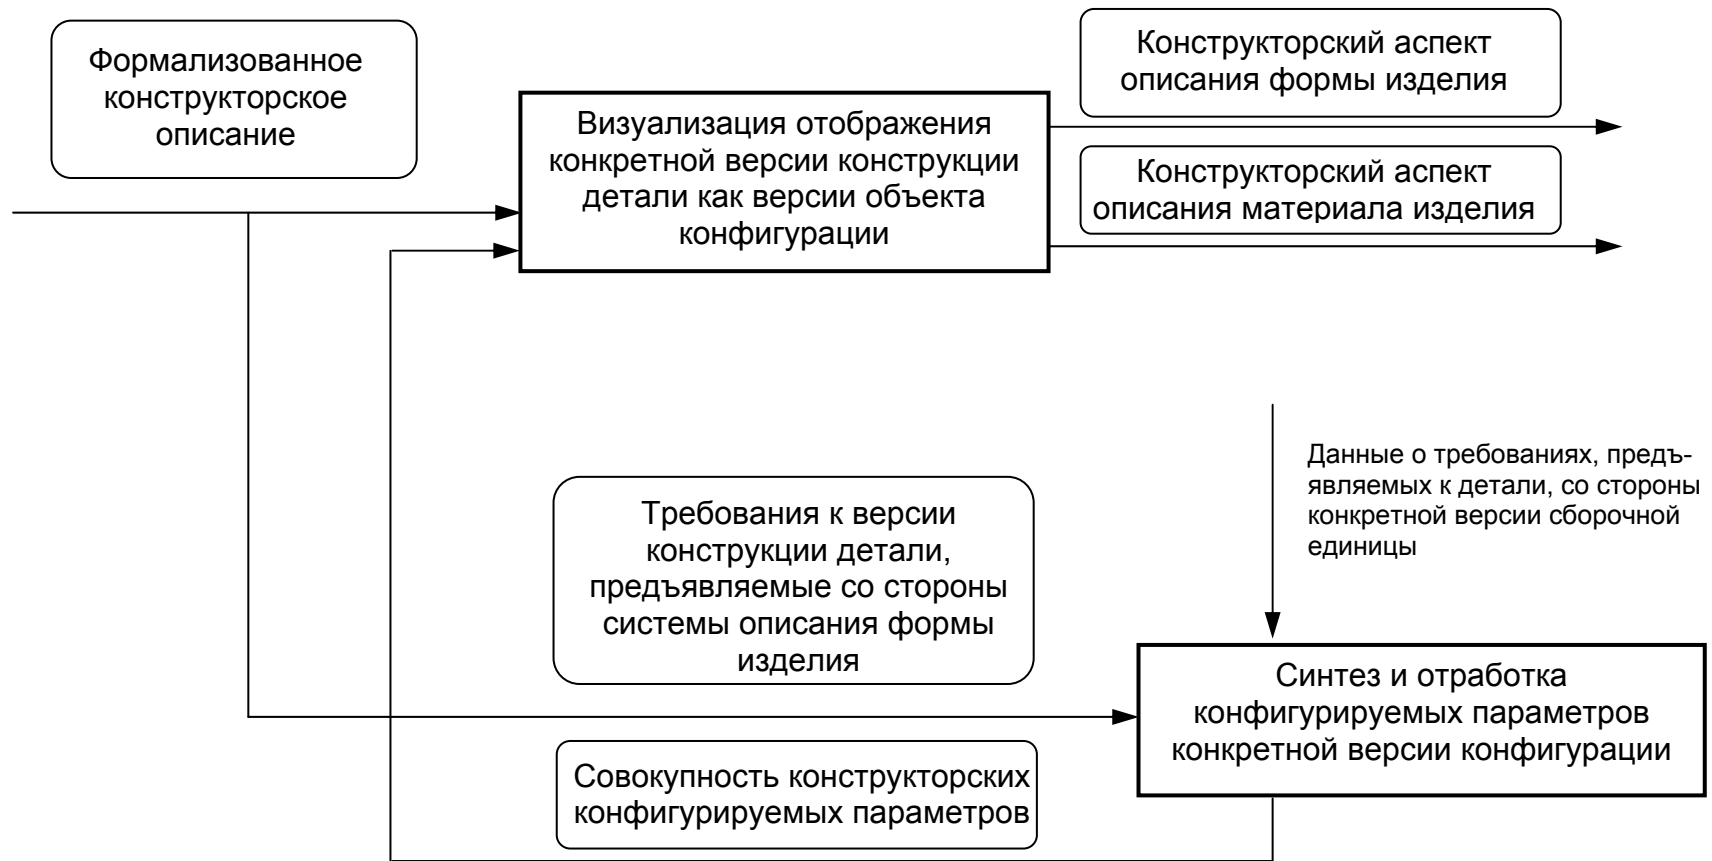 Формализованное
конструкторское
описание
Визуализация отображения
конкретной версии конструкции
детали как версии объекта
конфигурации
Конструкторский аспект
описания формы изделия
Конструкторский аспект
описания материала изделия
Данные о требованиях, предъ-
являемых к детали, со стороны
конкретной версии сборочной
единицы
Требования к версии
конструкции детали,
предъявляемые со стороны
системы описания формы
изделия
Синтез и отработка
конфигурируемых параметров
конкретной версии конфигурации
Совокупность конструкторских
конфигурируемых параметров